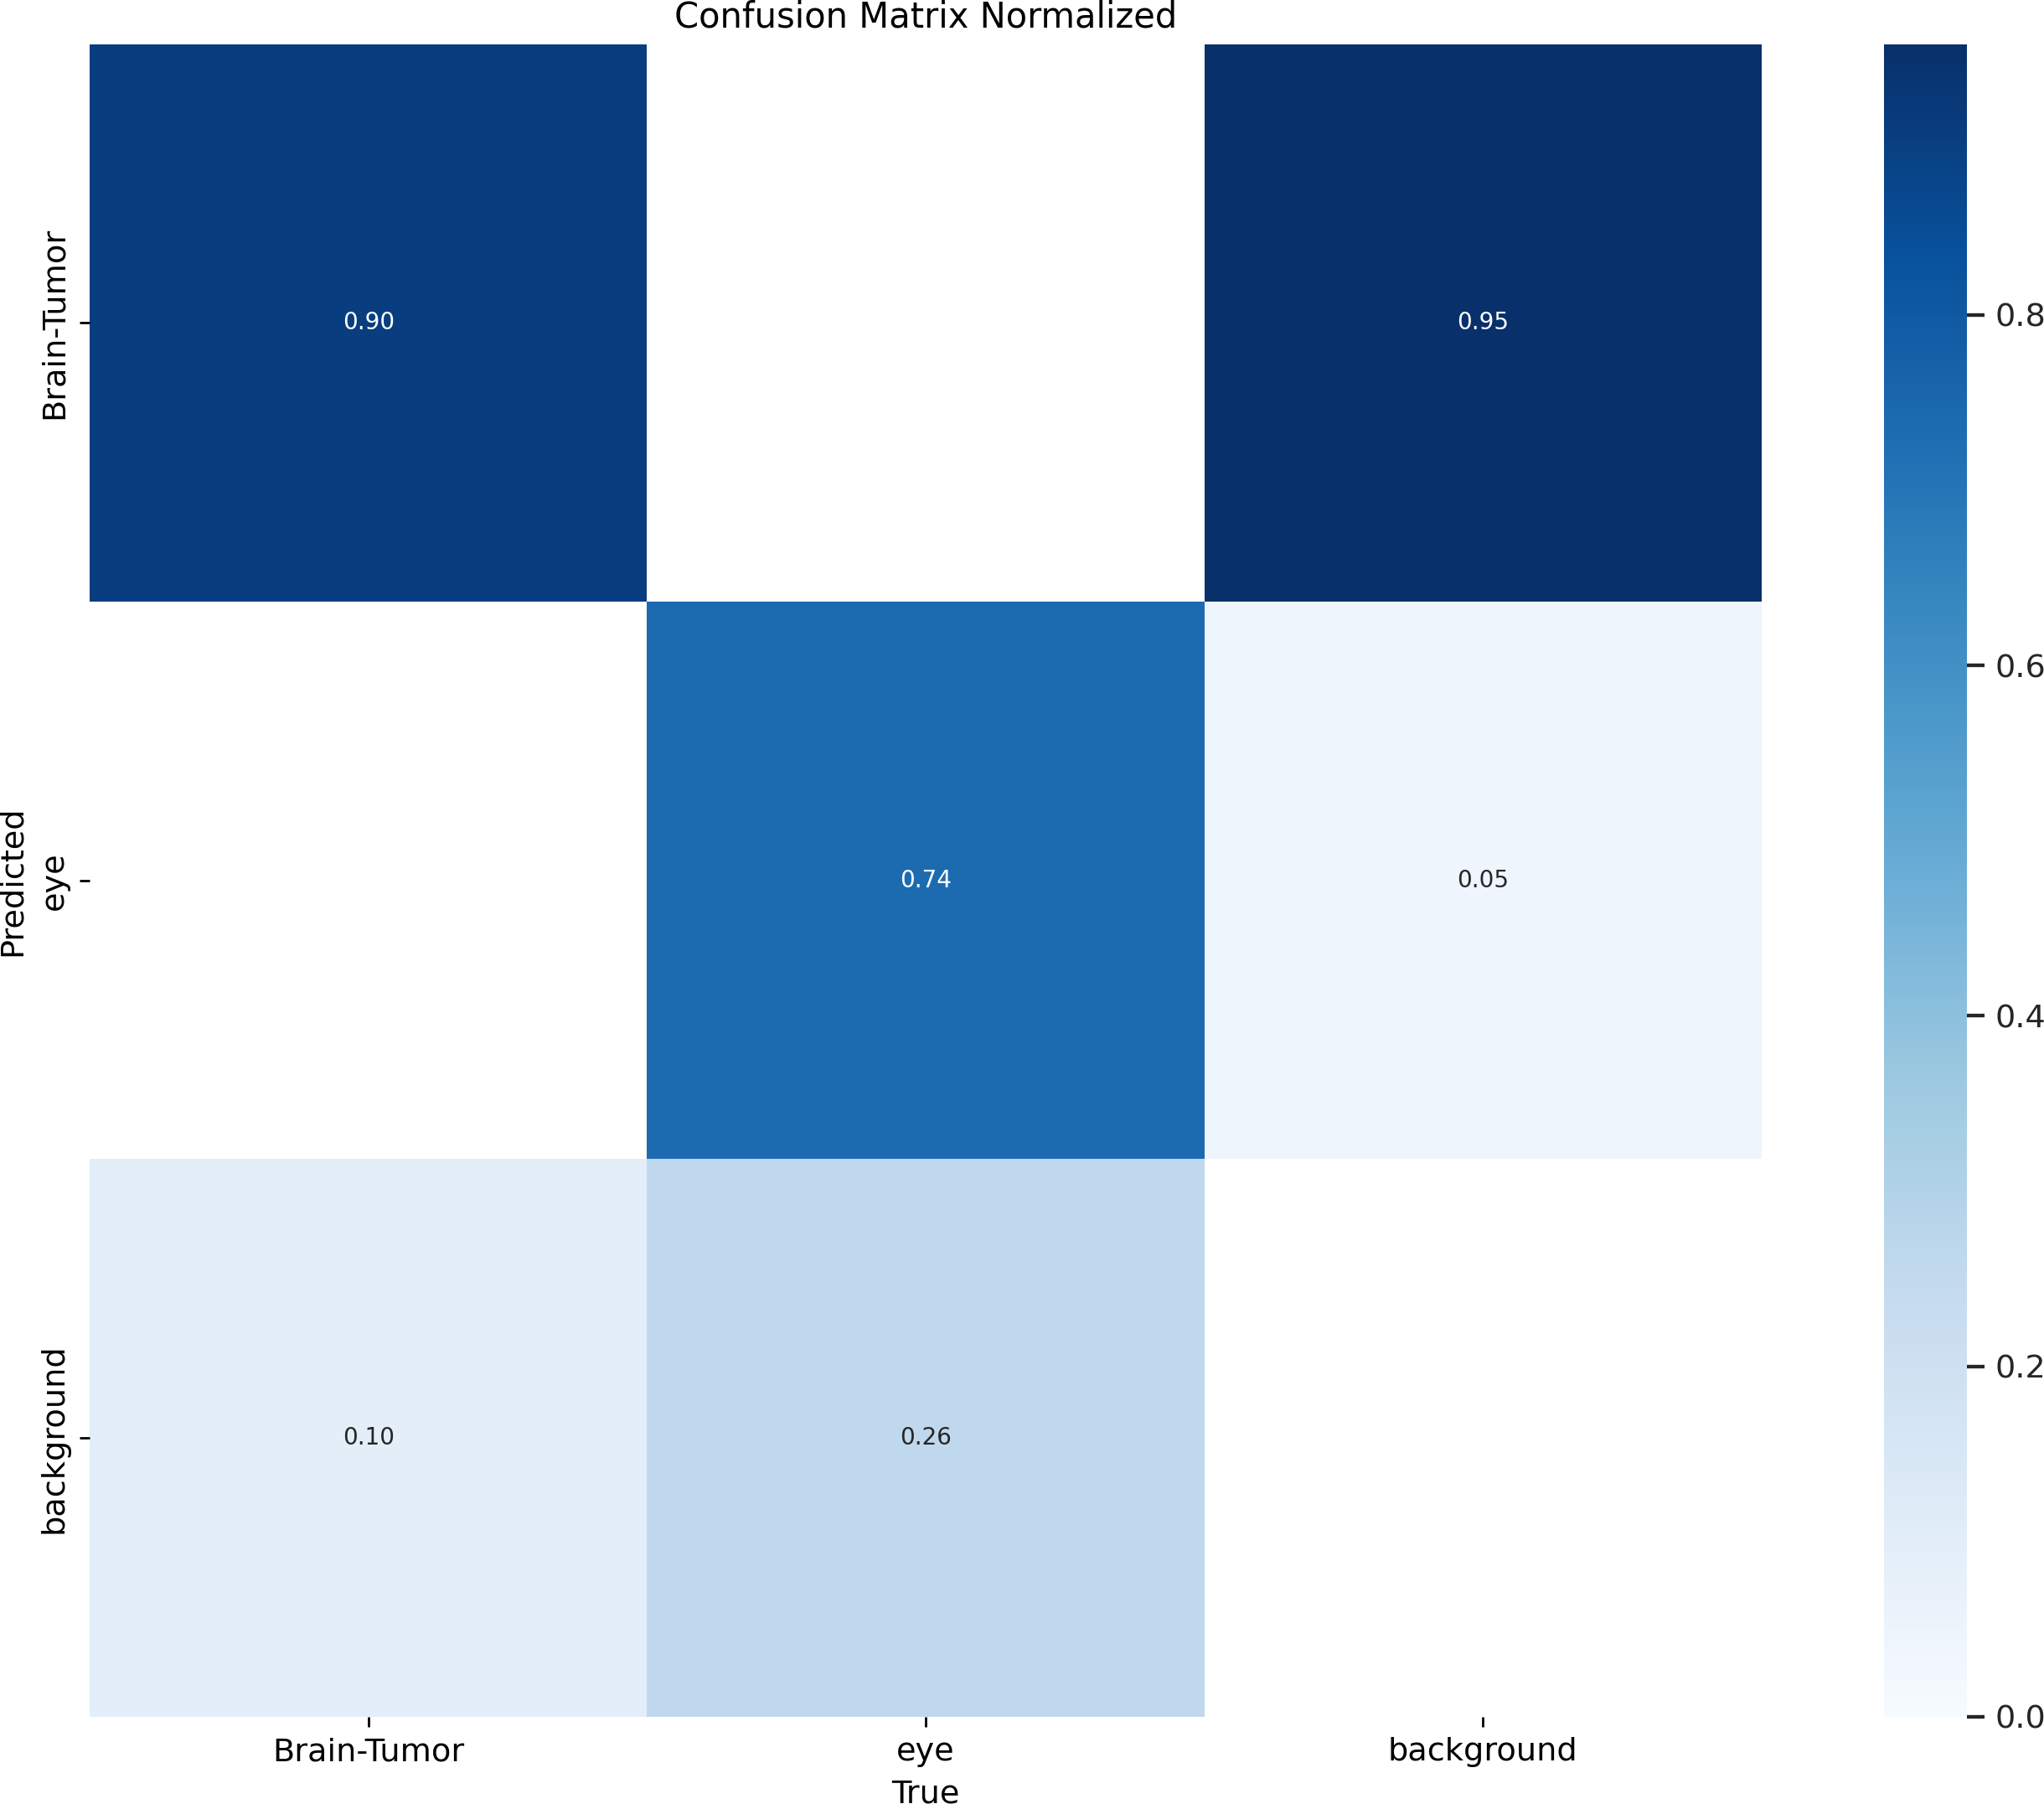 Confusion Matrix Normalized
Brain-Tumor
0.90
0.95
0.8
0.6
Predicted
eye
0.74
0.05
0.4
background
0.10
0.26
0.2
0.0
Brain-Tumor
eye
background
True